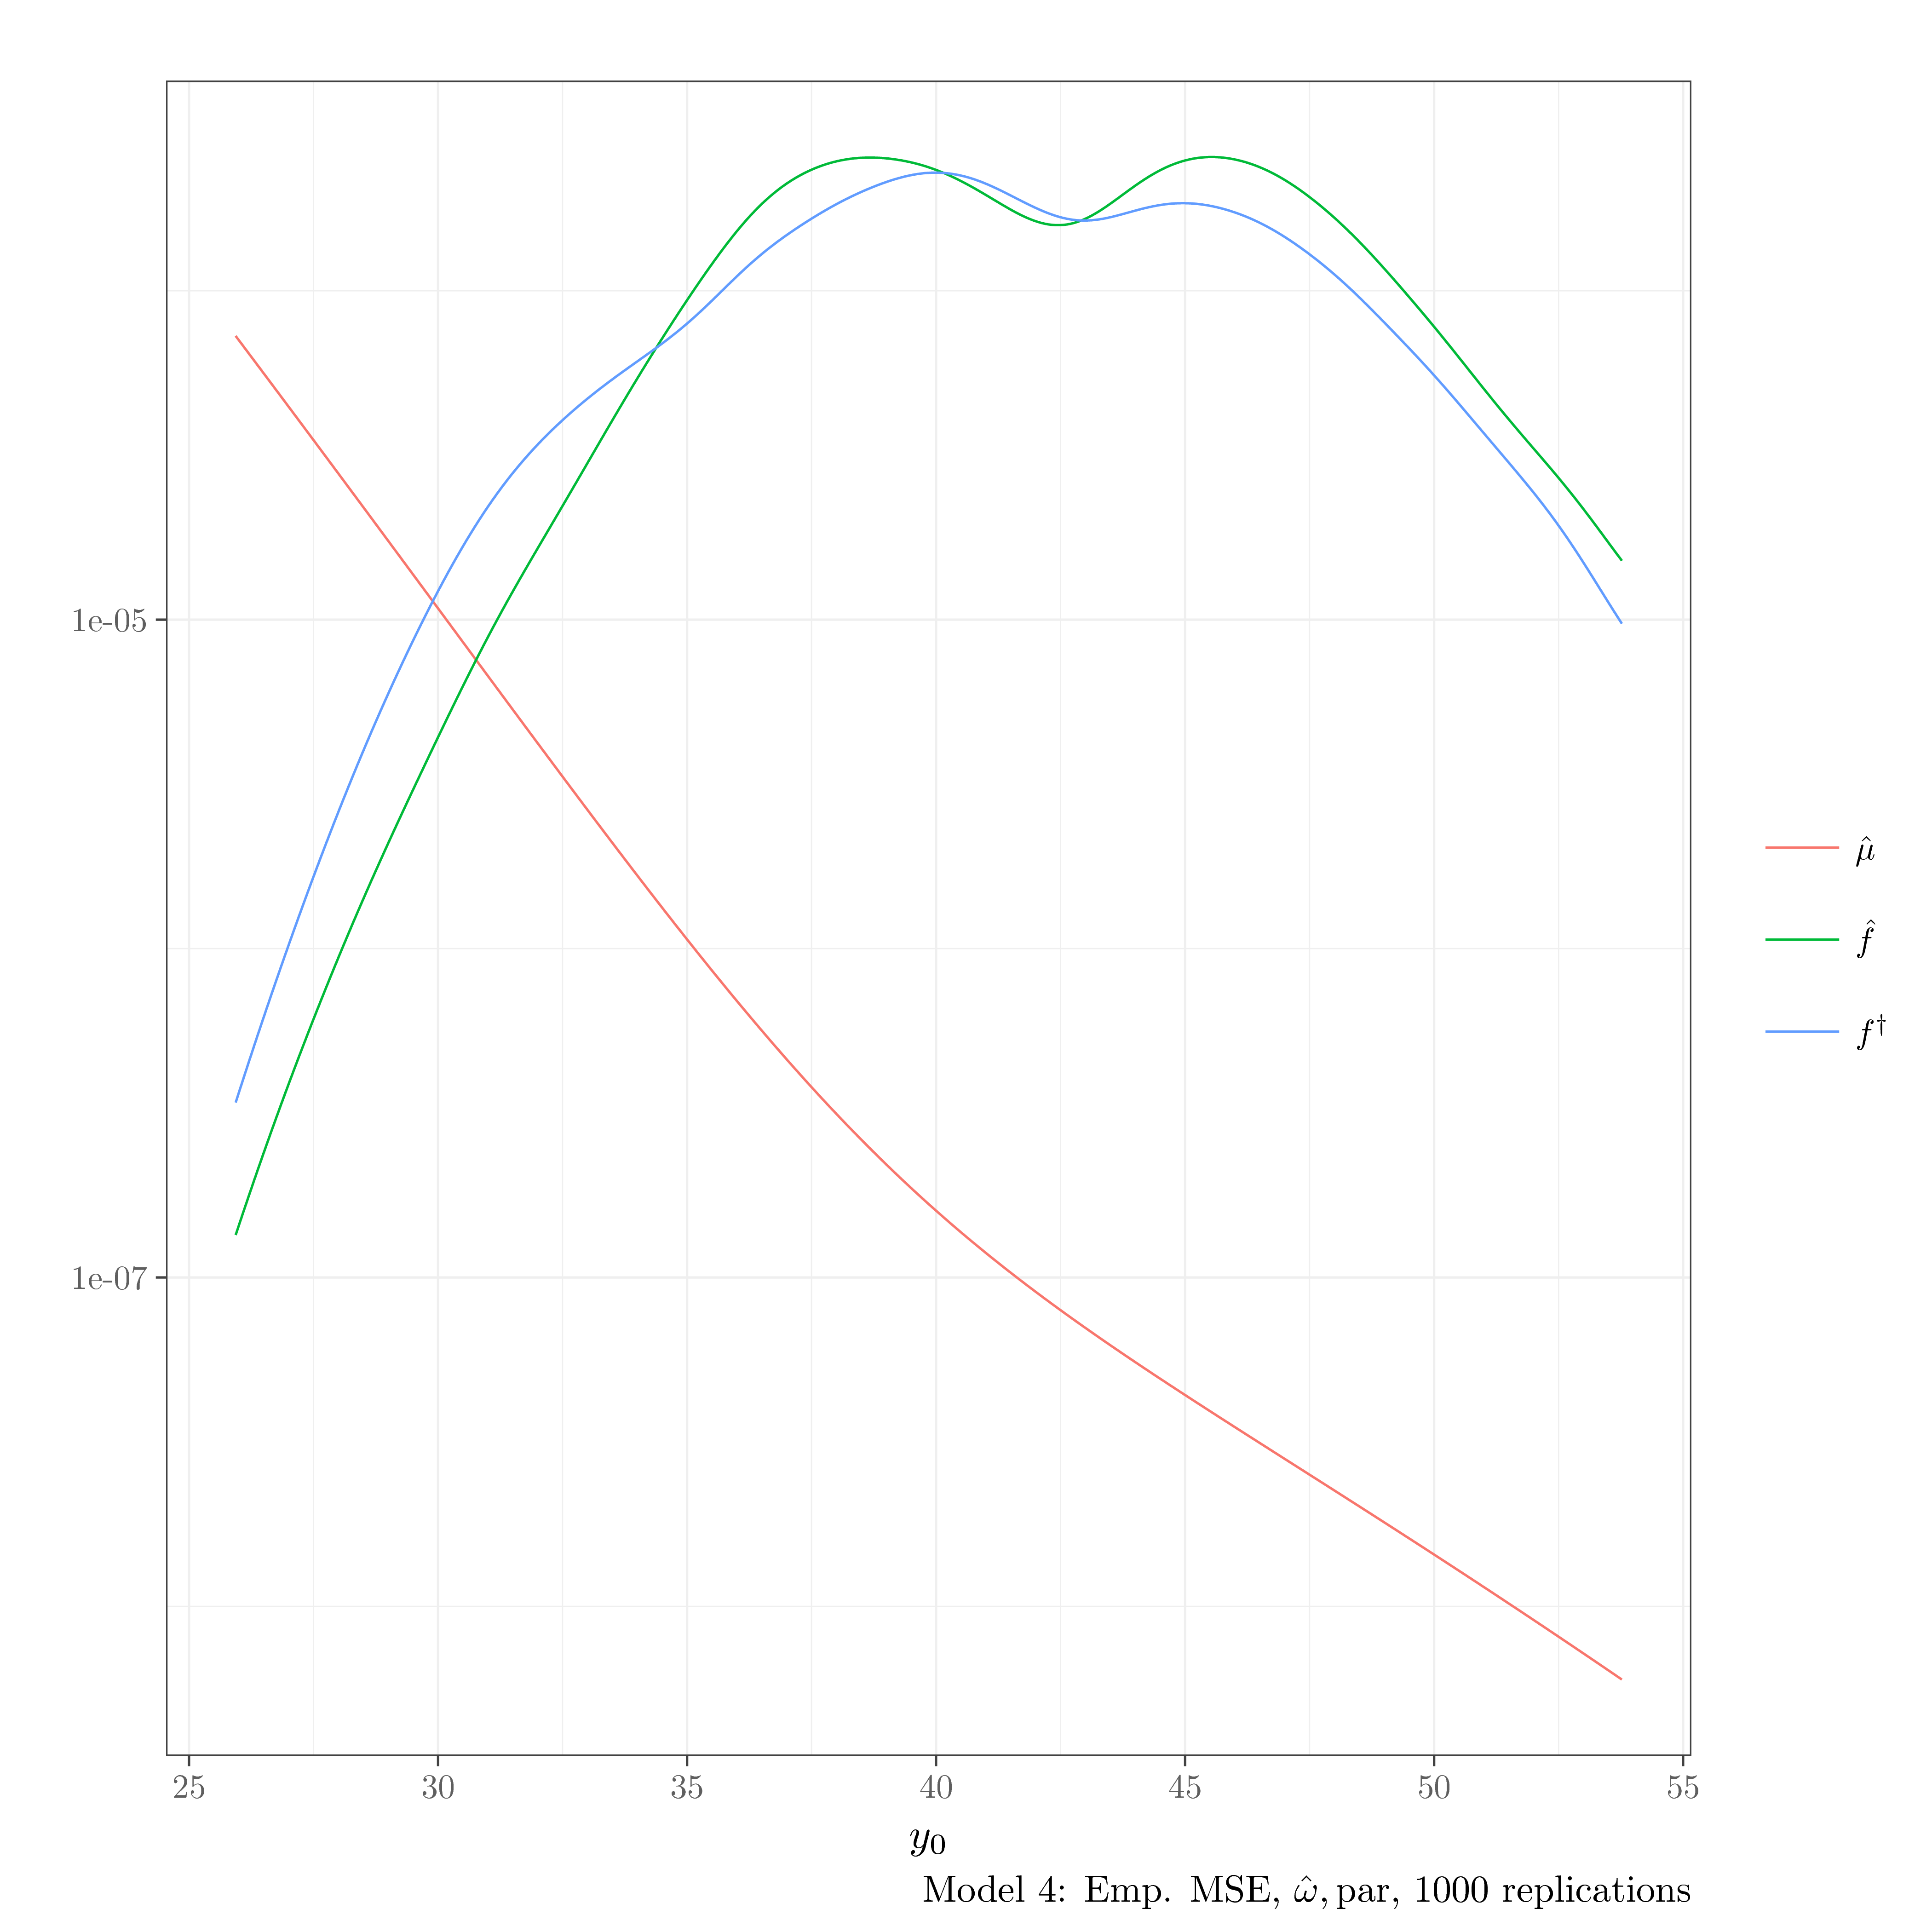 1e-05
1e-07
25 30 35 40 45 50 55
y₀
μ̂
f̂
f†
Model 4: Emp. MSE, ω̂, par, 1000 replications